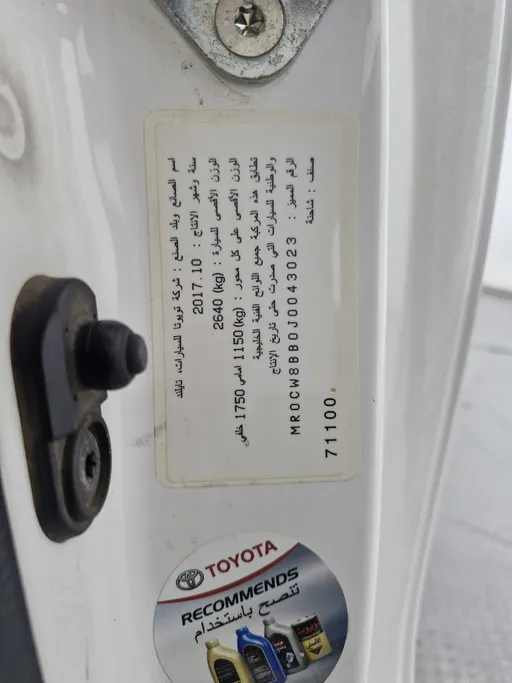 اسم الصانع وبلد الصنع : شركة تويوتا للسيارات، تايلند
سنة وشهر الانتاج : 2017.10
الوزن الأقصى للسيارة : (kg) 2640
الوزن الأقصى على كل محور : (kg)1150 امامي 1750 خلفي
تطابق هذه المركبة جميع اللوائح الفنية الخليجية
والوطنية للسيارات التي صدرت حتى تاريخ الإنتاج
الرقم المميز : MR0CW8BB0J0043023
صنف : شاحنة
71100
TOYOTA
RECOMMENDS
تنصح باستخدام